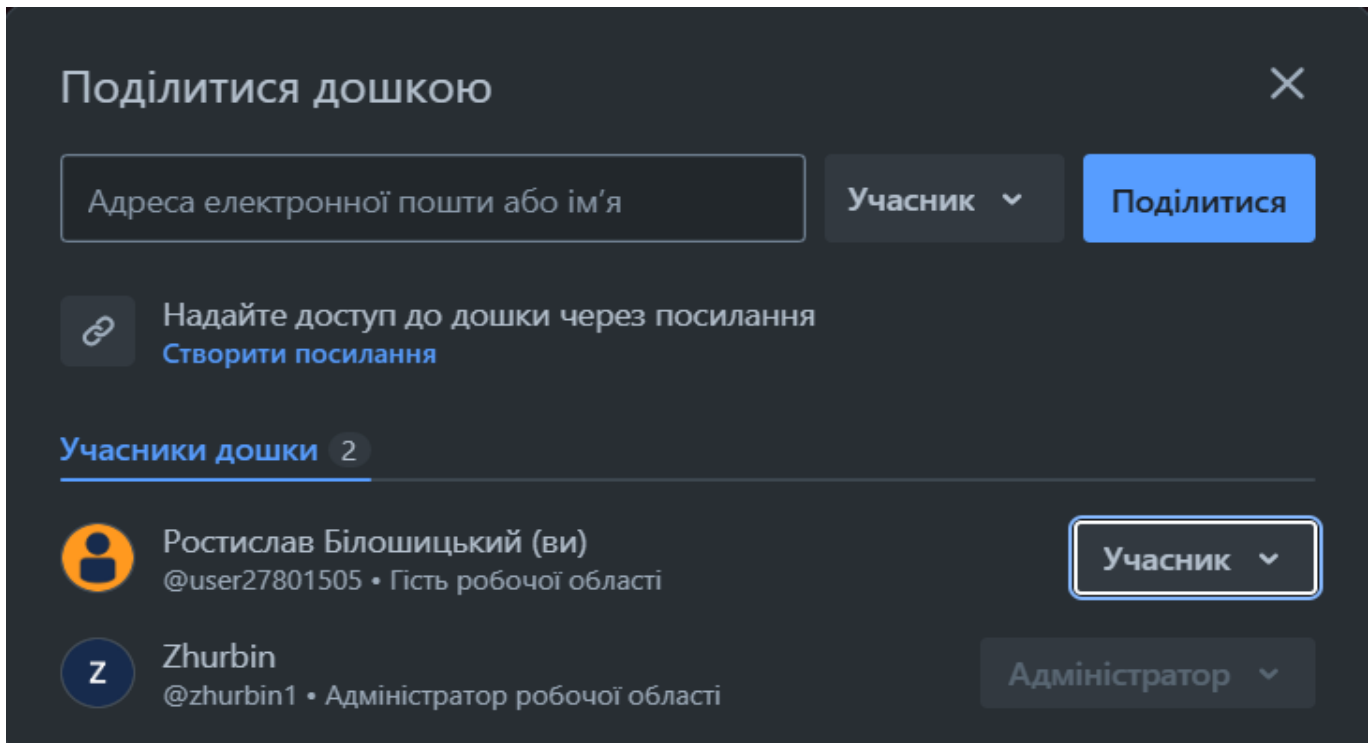 Поділитися дошкою
Адреса електронної пошти або ім’я
Учасник
Поділитися
Надайте доступ до дошки через посилання
Створити посилання
Учасники дошки 2
Ростислав Білошицький (ви)
@user27801505 • Гість робочої області
Учасник
Z
Zhurbin
@zhurbin1 • Адміністратор робочої області
Адміністратор